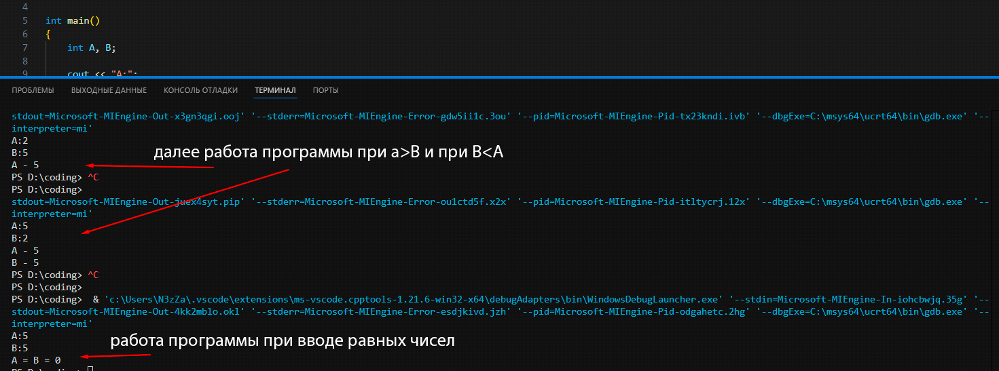 4
5 int main()
6 {
7 int A, B;
8
9 cout << "A:";
ПРОБЛЕМЫ ВЫХОДНЫЕ ДАННЫЕ КОНСОЛЬ ОТЛАДКИ ТЕРМИНАЛ ПОРТЫ
stdout=Microsoft-MIEngine-Out-x3gn3qgi.ooj' '--stderr=Microsoft-MIEngine-Error-gdw5ii1c.3ou' '--pid=Microsoft-MIEngine-Pid-tx23kndi.ivb' '--dbgExe=C:\msys64\ucrt64\bin\gdb.exe' '--
interpreter=mi'
A:2
B:5
далее работа программы при а>В и при В<А
A - 5
PS D:\coding> ^C
PS D:\coding>
stdout=Microsoft-MIEngine-Out-juex4syt.pip' '--stderr=Microsoft-MIEngine-Error-ou1ctd5f.x2x' '--pid=Microsoft-MIEngine-Pid-itltycrj.12x' '--dbgExe=C:\msys64\ucrt64\bin\gdb.exe' '--
interpreter=mi'
A:5
B:2
A - 5
B - 5
PS D:\coding> ^C
PS D:\coding>
PS D:\coding> & 'c:\Users\N3zZa\.vscode\extensions\ms-vscode.cpptools-1.21.6-win32-x64\debugAdapters\bin\WindowsDebugLauncher.exe' '--stdin=Microsoft-MIEngine-In-iohcbwjq.35g' '--
stdout=Microsoft-MIEngine-Out-4kk2mblo.okl' '--stderr=Microsoft-MIEngine-Error-esdjkivd.jzh' '--pid=Microsoft-MIEngine-Pid-odgahetc.2hg' '--dbgExe=C:\msys64\ucrt64\bin\gdb.exe' '--
interpreter=mi'
A:5
работа программы при вводе равных чисел
B:5
A = B = 0
PS D:\coding>